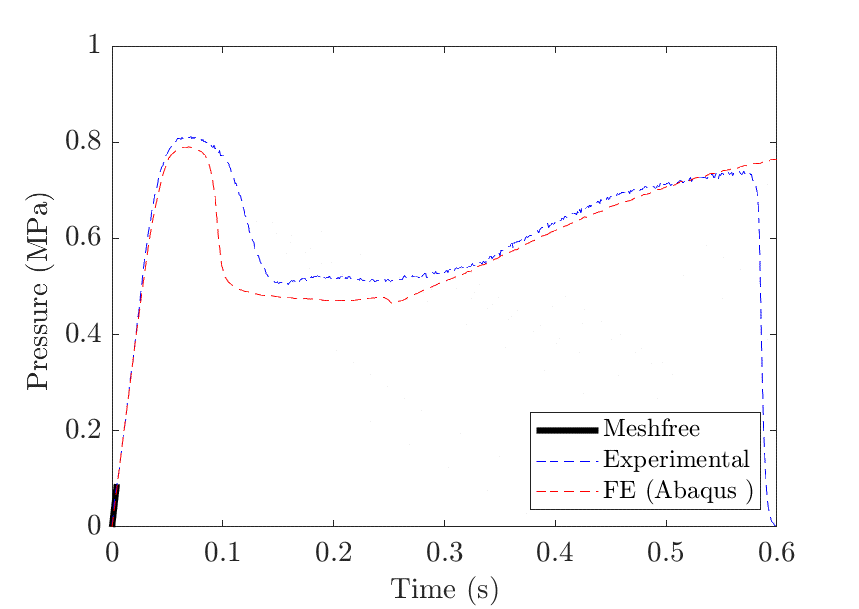 1
0.8
0.6
0.4
0.2
0
Pressure (MPa)
Meshfree
Experimental
FE (Abaqus )
0 0.1 0.2 0.3 0.4 0.5 0.6
Time (s)